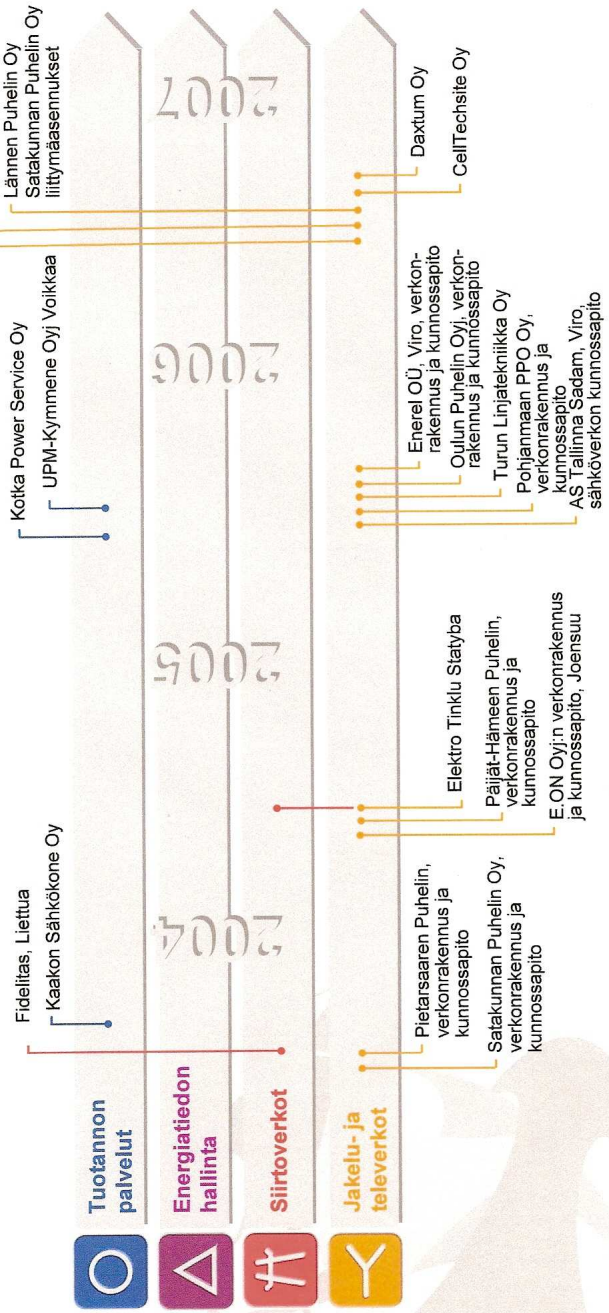 Lännen Puhelin Oy
Satakunnan Puhelin Oy
liittymäasennukset
Kotka Power Service Oy
UPM-Kymmene Oyj Voikkaa
Fidelitas, Liettua
Kaakon Sähkökone Oy
Tuotannon
palvelut
Energiatiedon
hallinta
Siirtoverkot
Jakelu- ja
televerkot
2004
2005
2006
2007
Pietarsaaren Puhelin,
verkonrakennus ja
kunnossapito
Satakunnan Puhelin Oy,
verkonrakennus ja
kunnossapito
Elektro Tinklu Statyba
Päijät-Hämeen Puhelin,
verkonrakennus ja
kunnossapito
E.ON Oyj:n verkonrakennus
ja kunnossapito, Joensuu
Enerel OÜ, Viro, verkon-
rakennus ja kunnossapito
Oulun Puhelin Oyj, verkon-
rakennus ja kunnossapito
Turun Linjatekniikka Oy
Pohjanmaan PPO Oy,
verkonrakennus ja
kunnossapito
AS Tallinna Sadam, Viro,
sähköverkon kunnossapito
Daxtum Oy
CellTechsite Oy